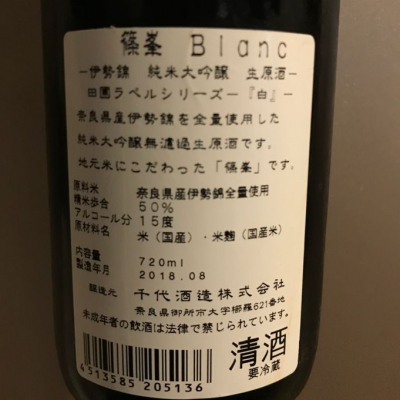 篠峯 Blanc
―伊勢錦 純米大吟醸 生原酒―
田圃ラベルシリーズ―『白』―
奈良県産伊勢錦を全量使用した
純米大吟醸無濾過生原酒です。
地元米にこだわった「篠峯」です。
原料米 奈良県産伊勢錦全量使用
精米歩合 50%
アルコール分 15度
原材料名 米(国産)・米麹(国産米)
内容量 720ml
製造年月 2018.08
醸造元 千代酒造株式会社
奈良県御所市大字櫛羅621番地
未成年者の飲酒は法律で禁じられています。
清酒
要冷蔵
4513585205136